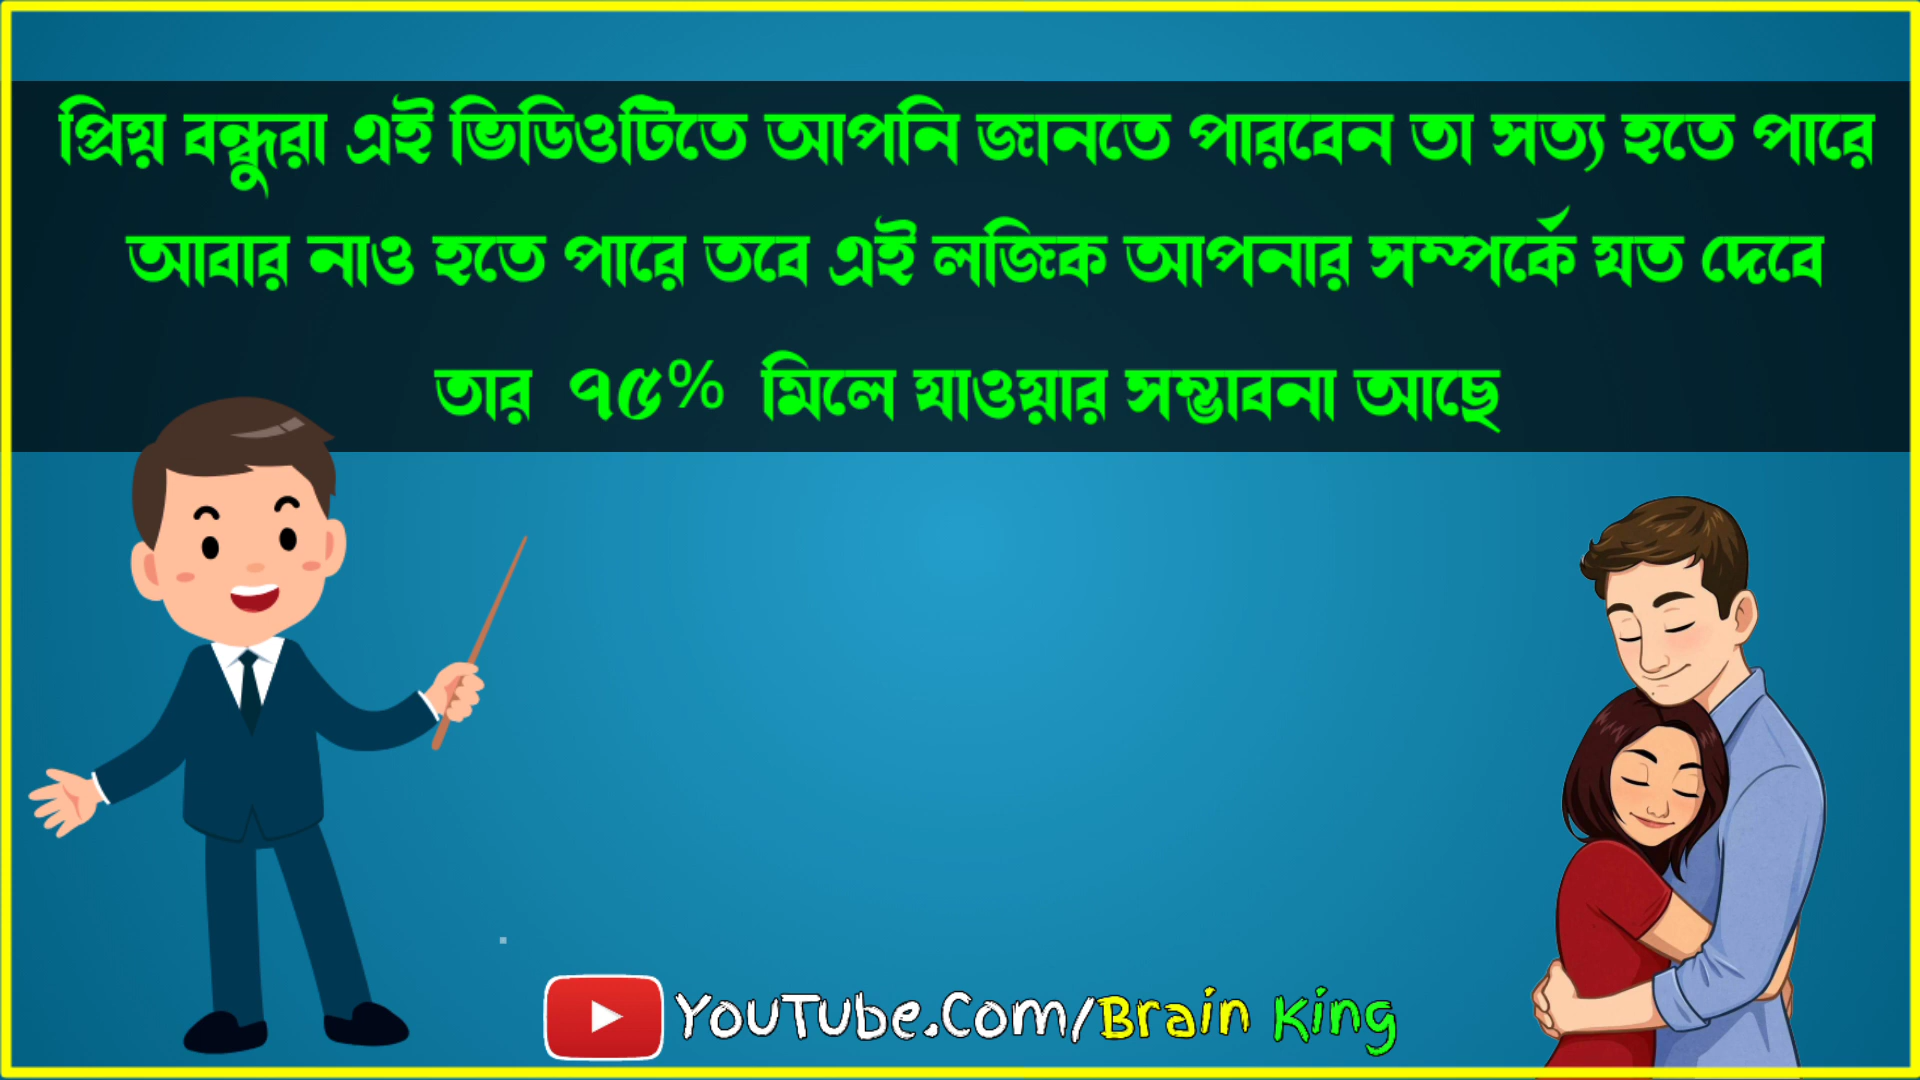 প্রিয় বন্ধুরা এই ভিডিওটিতে আপনি জানতে পারবেন তা সত্য হতে পারে
আবার নাও হতে পারে তবে এই লজিক আপনার সম্পর্কে যত দেবে
তার ৭৫% মিলে যাওয়ার সম্ভাবনা আছে
YouTube.Com/Brain King